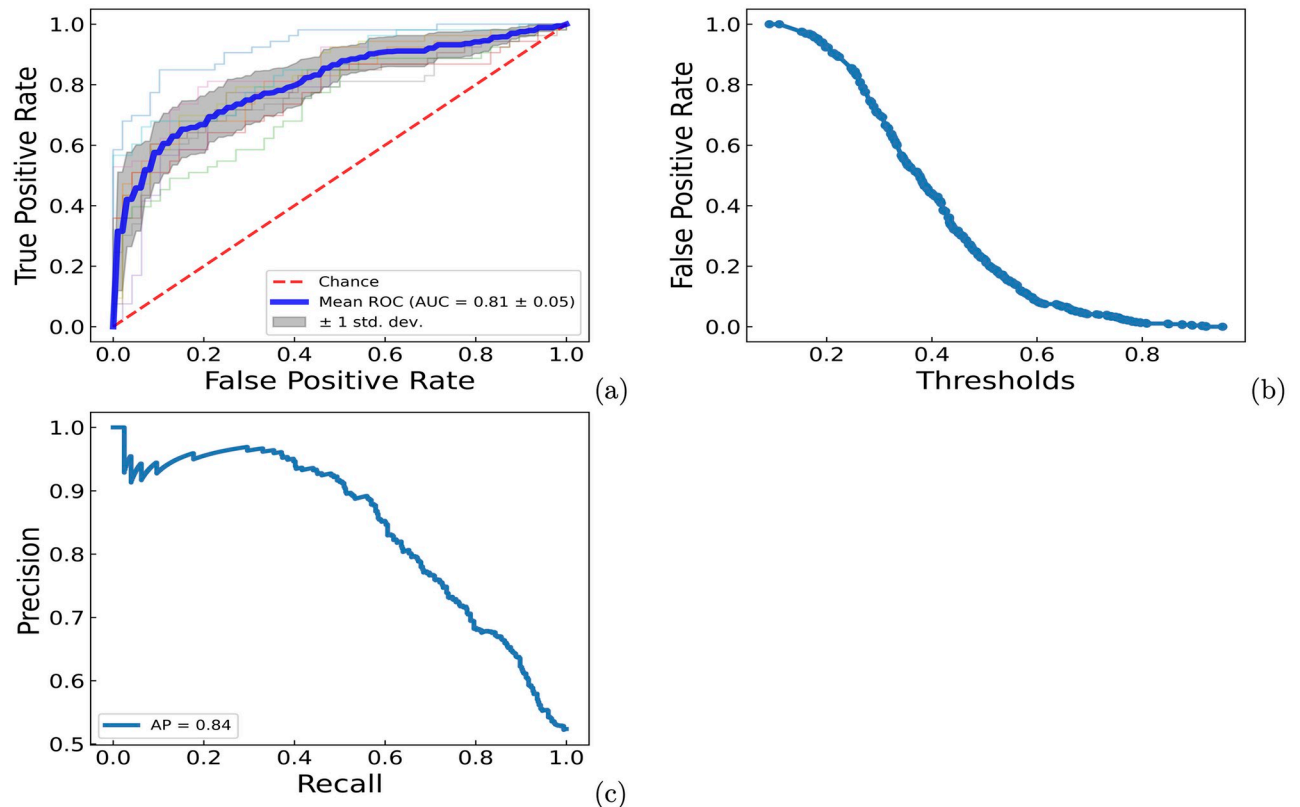 1.0
0.8
0.6
0.4
0.2
0.0
True Positive Rate
Chance
Mean ROC (AUC = 0.81 ± 0.05)
± 1 std. dev.
0.0 0.2 0.4 0.6 0.8 1.0
False Positive Rate
(a)
1.0
0.8
0.6
0.4
0.2
0.0
False Positive Rate
0.2 0.4 0.6 0.8
Thresholds
(b)
1.0
0.9
0.8
0.7
0.6
0.5
Precision
AP = 0.84
0.0 0.2 0.4 0.6 0.8 1.0
Recall
(c)